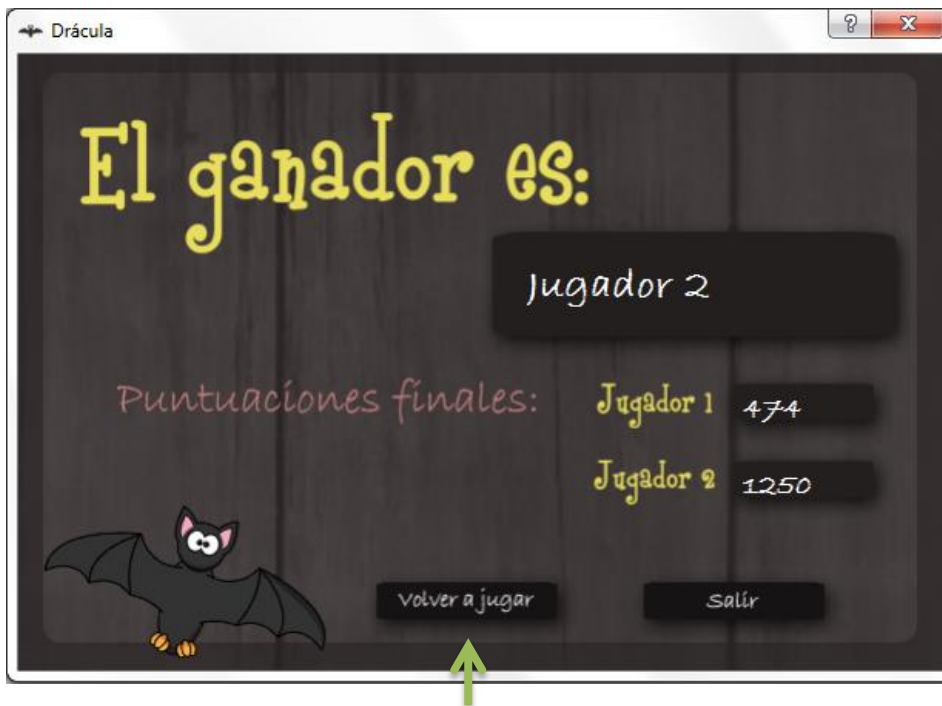 Drácula
El ganador es:
Jugador 2
Puntuaciones finales:
Jugador 1 474
Jugador 2 1250
Volver a jugar
Salir